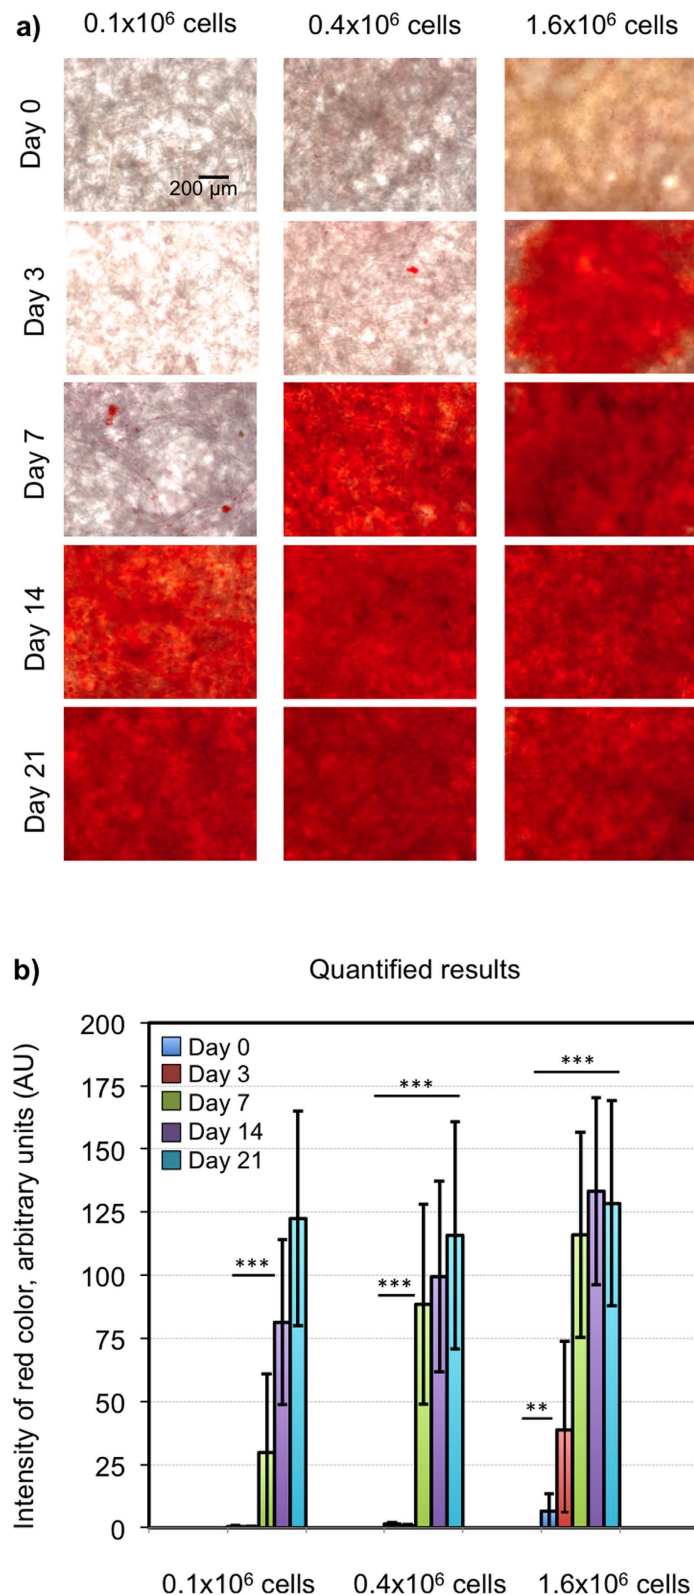 a)
0.1x10⁶ cells 0.4x10⁶ cells 1.6x10⁶ cells
Day 0
200 µm
Day 3
Day 7
Day 14
Day 21
b)
Quantified results
Intensity of red color, arbitrary units (AU)
200
175
150
125
100
75
50
25
0
Day 0
Day 3
Day 7
Day 14
Day 21
***
***
***
***
**
0.1x10⁶ cells 0.4x10⁶ cells 1.6x10⁶ cells